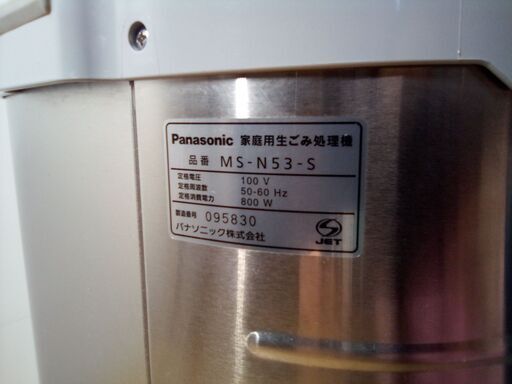 Panasonic 家庭用生ごみ処理機
品番 MS-N53-S
定格電圧 100 V
定格周波数 50-60 Hz
定格消費電力 800 W
製造番号 095830
パナソニック株式会社
S
JET